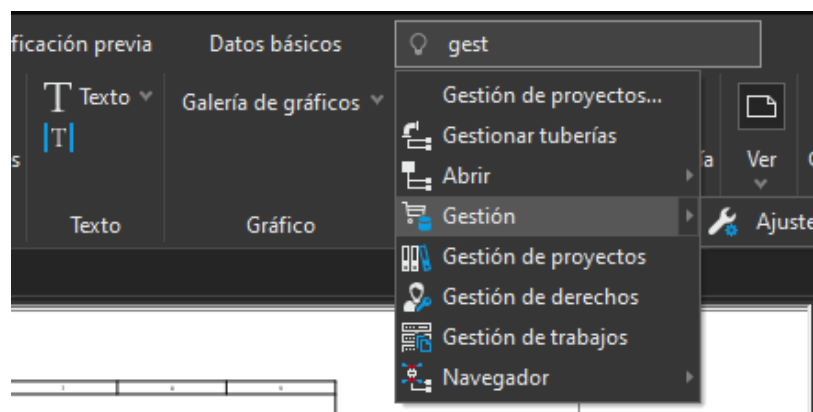 ficación previa
Datos básicos
gest
Texto
Galería de gráficos
T
s
Texto
Gráfico
Gestión de proyectos...
Gestionar tuberías
Abrir
Gestión
Gestión de proyectos
Gestión de derechos
Gestión de trabajos
Navegador
ía
Ver
Ajuste